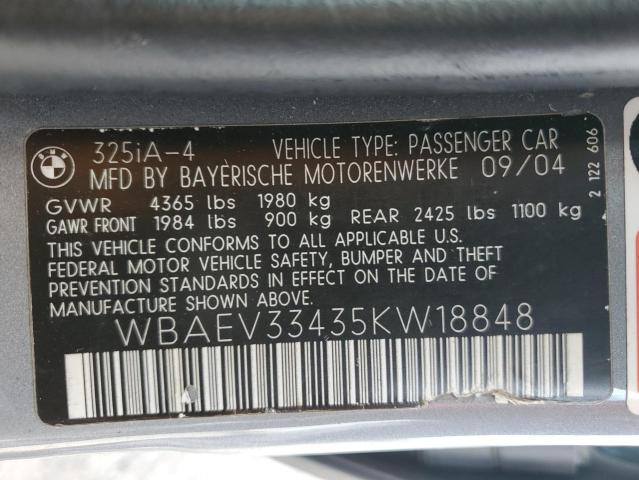 BMW
325iA-4 VEHICLE TYPE: PASSENGER CAR
MFD BY BAYERISCHE MOTORENWERKE 09/04
GVWR 4365 lbs 1980 kg
GAWR FRONT 1984 lbs 900 kg REAR 2425 lbs 1100 kg
THIS VEHICLE CONFORMS TO ALL APPLICABLE U.S.
FEDERAL MOTOR VEHICLE SAFETY, BUMPER AND THEFT
PREVENTION STANDARDS IN EFFECT ON THE DATE OF
MANUFACTURE SHOWN ABOVE.
WBAEV33435KW18848
2 122 606